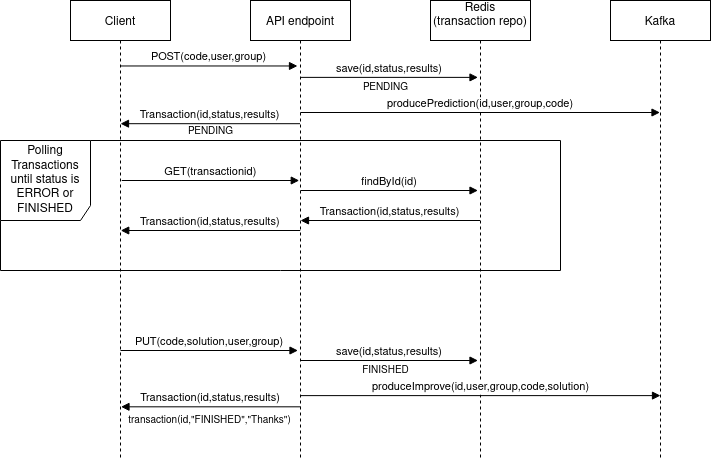 Client
API endpoint
Redis
(transaction repo)
Kafka
POST(code,user,group)
save(id,status,results)
PENDING
producePrediction(id,user,group,code)
Transaction(id,status,results)
PENDING
Polling
Transactions
until status is
ERROR or
FINISHED
GET(transactionid)
findById(id)
Transaction(id,status,results)
Transaction(id,status,results)
PUT(code,solution,user,group)
save(id,status,results)
FINISHED
produceImprove(id,user,group,code,solution)
Transaction(id,status,results)
transaction(id,"FINISHED","Thanks")